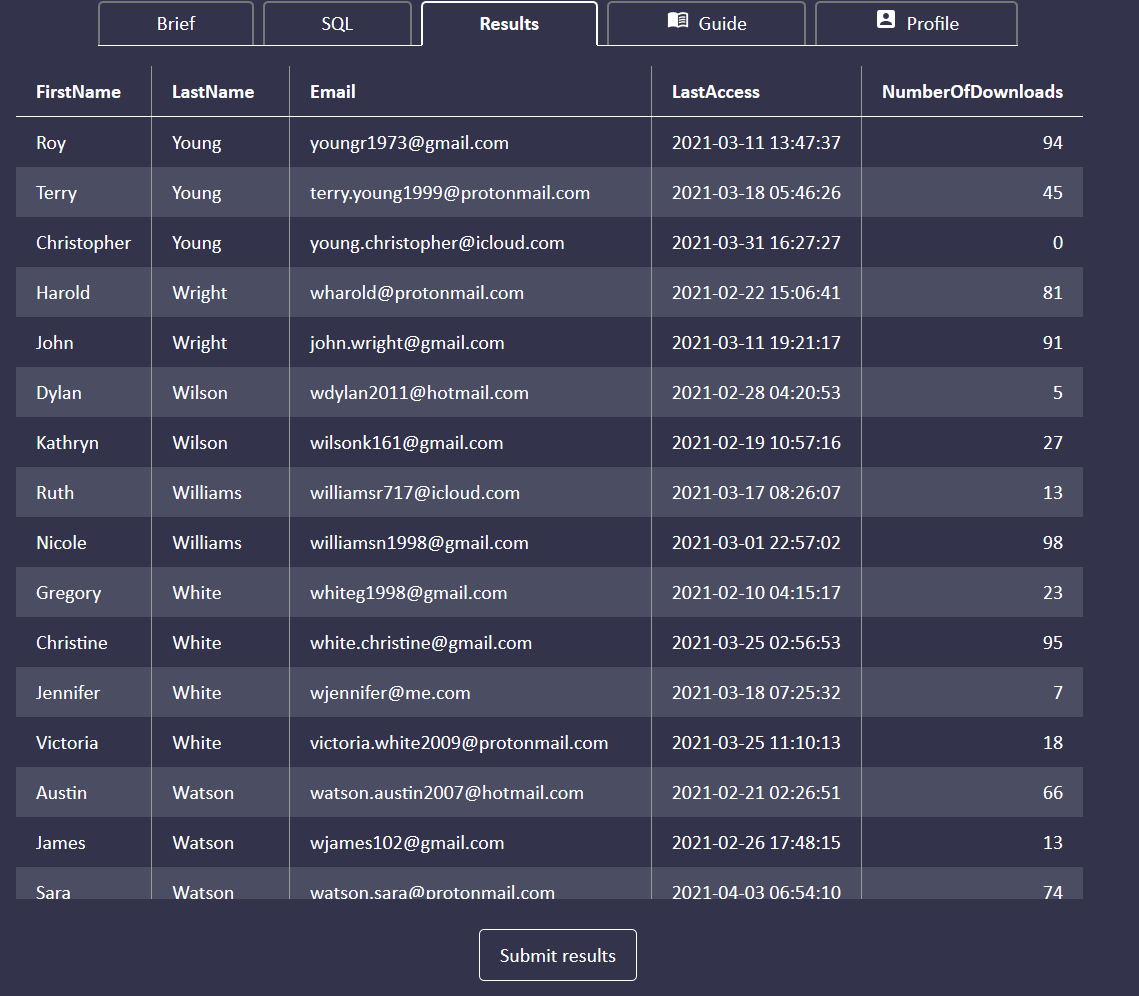 Brief SQL Results Guide Profile
FirstName LastName Email LastAccess NumberOfDownloads
Roy Young youngr1973@gmail.com 2021-03-11 13:47:37 94
Terry Young terry.young1999@protonmail.com 2021-03-18 05:46:26 45
Christopher Young young.christopher@icloud.com 2021-03-31 16:27:27 0
Harold Wright wharold@protonmail.com 2021-02-22 15:06:41 81
John Wright john.wright@gmail.com 2021-03-11 19:21:17 91
Dylan Wilson wdylan2011@hotmail.com 2021-02-28 04:20:53 5
Kathryn Wilson wilsonk161@gmail.com 2021-02-19 10:57:16 27
Ruth Williams williamsr717@icloud.com 2021-03-17 08:26:07 13
Nicole Williams williamsn1998@gmail.com 2021-03-01 22:57:02 98
Gregory White whiteg1998@gmail.com 2021-02-10 04:15:17 23
Christine White white.christine@gmail.com 2021-03-25 02:56:53 95
Jennifer White wjennifer@me.com 2021-03-18 07:25:32 7
Victoria White victoria.white2009@protonmail.com 2021-03-25 11:10:13 18
Austin Watson watson.austin2007@hotmail.com 2021-02-21 02:26:51 66
James Watson wjames102@gmail.com 2021-02-26 17:48:15 13
Sara Watson watson.sara@protonmail.com 2021-04-03 06:54:10 74
Submit results